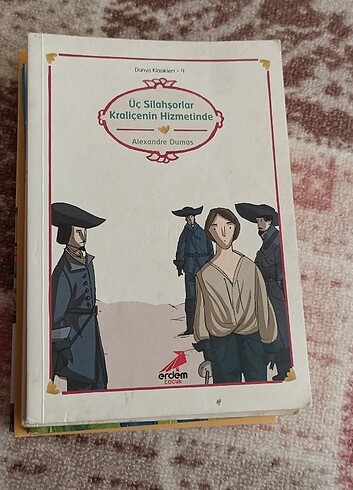 Dünya Klasikleri - 9
Üç Silahşorlar
Kraliçenin Hizmetinde
Alexandre Dumas
erdem
ÇOCUK